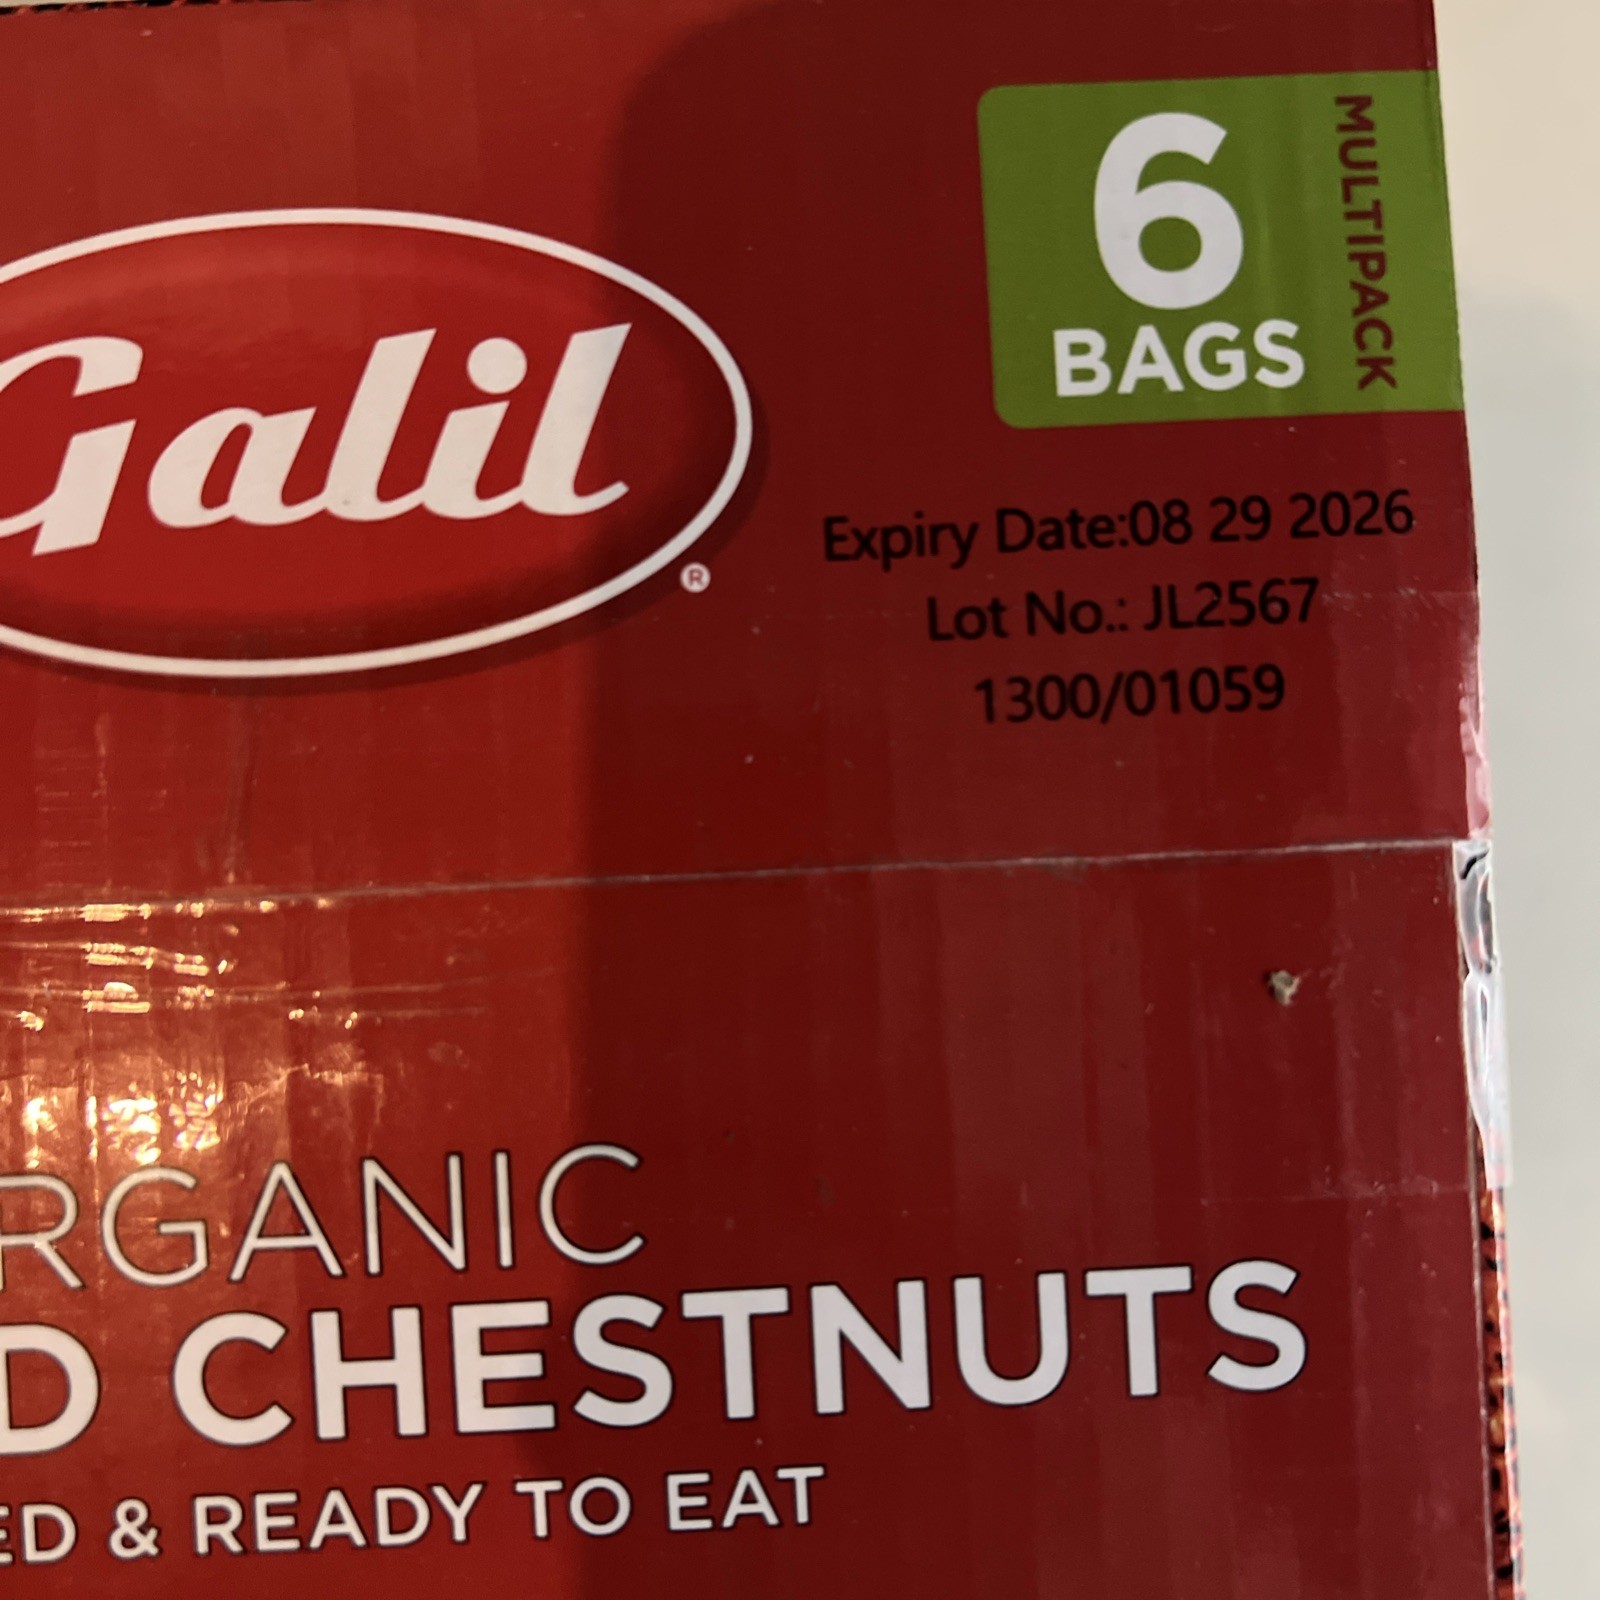 6
BAGS
MULTIPACK
Galil
®
Expiry Date:08 29 2026
Lot No.: JL2567
1300/01059
RGANIC
D CHESTNUTS
ED & READY TO EAT